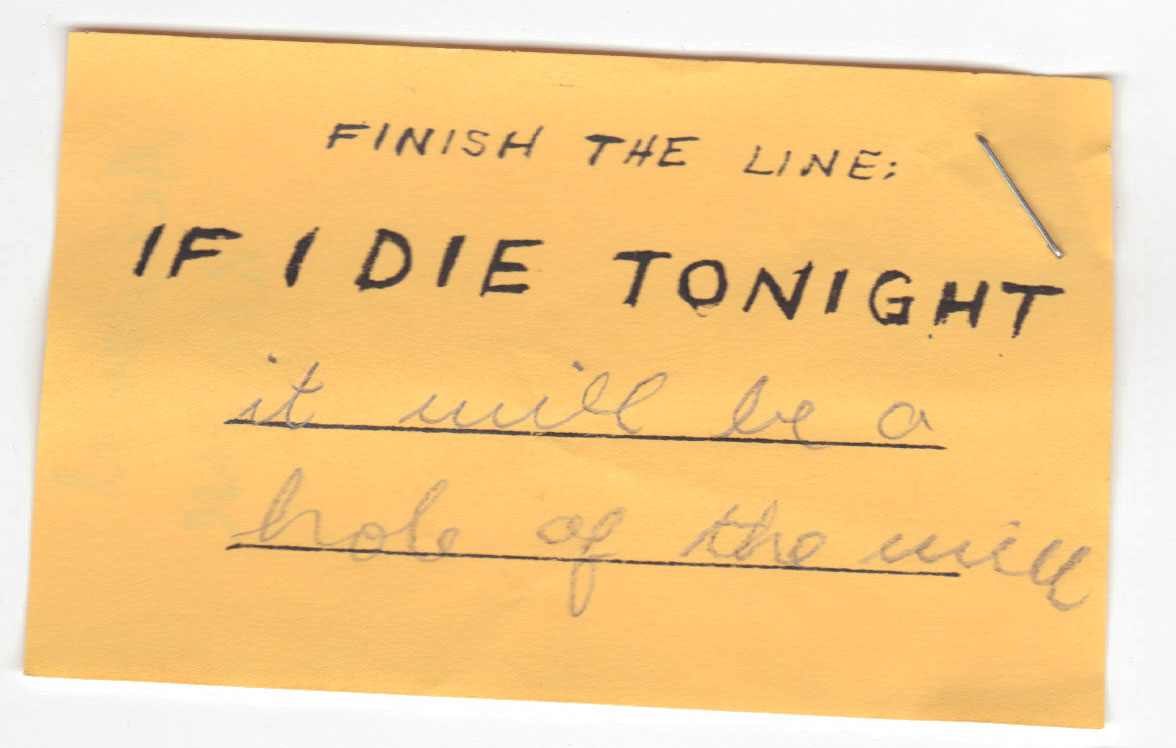 FINISH THE LINE:
IF I DIE TONIGHT
it will be a
hole of the will